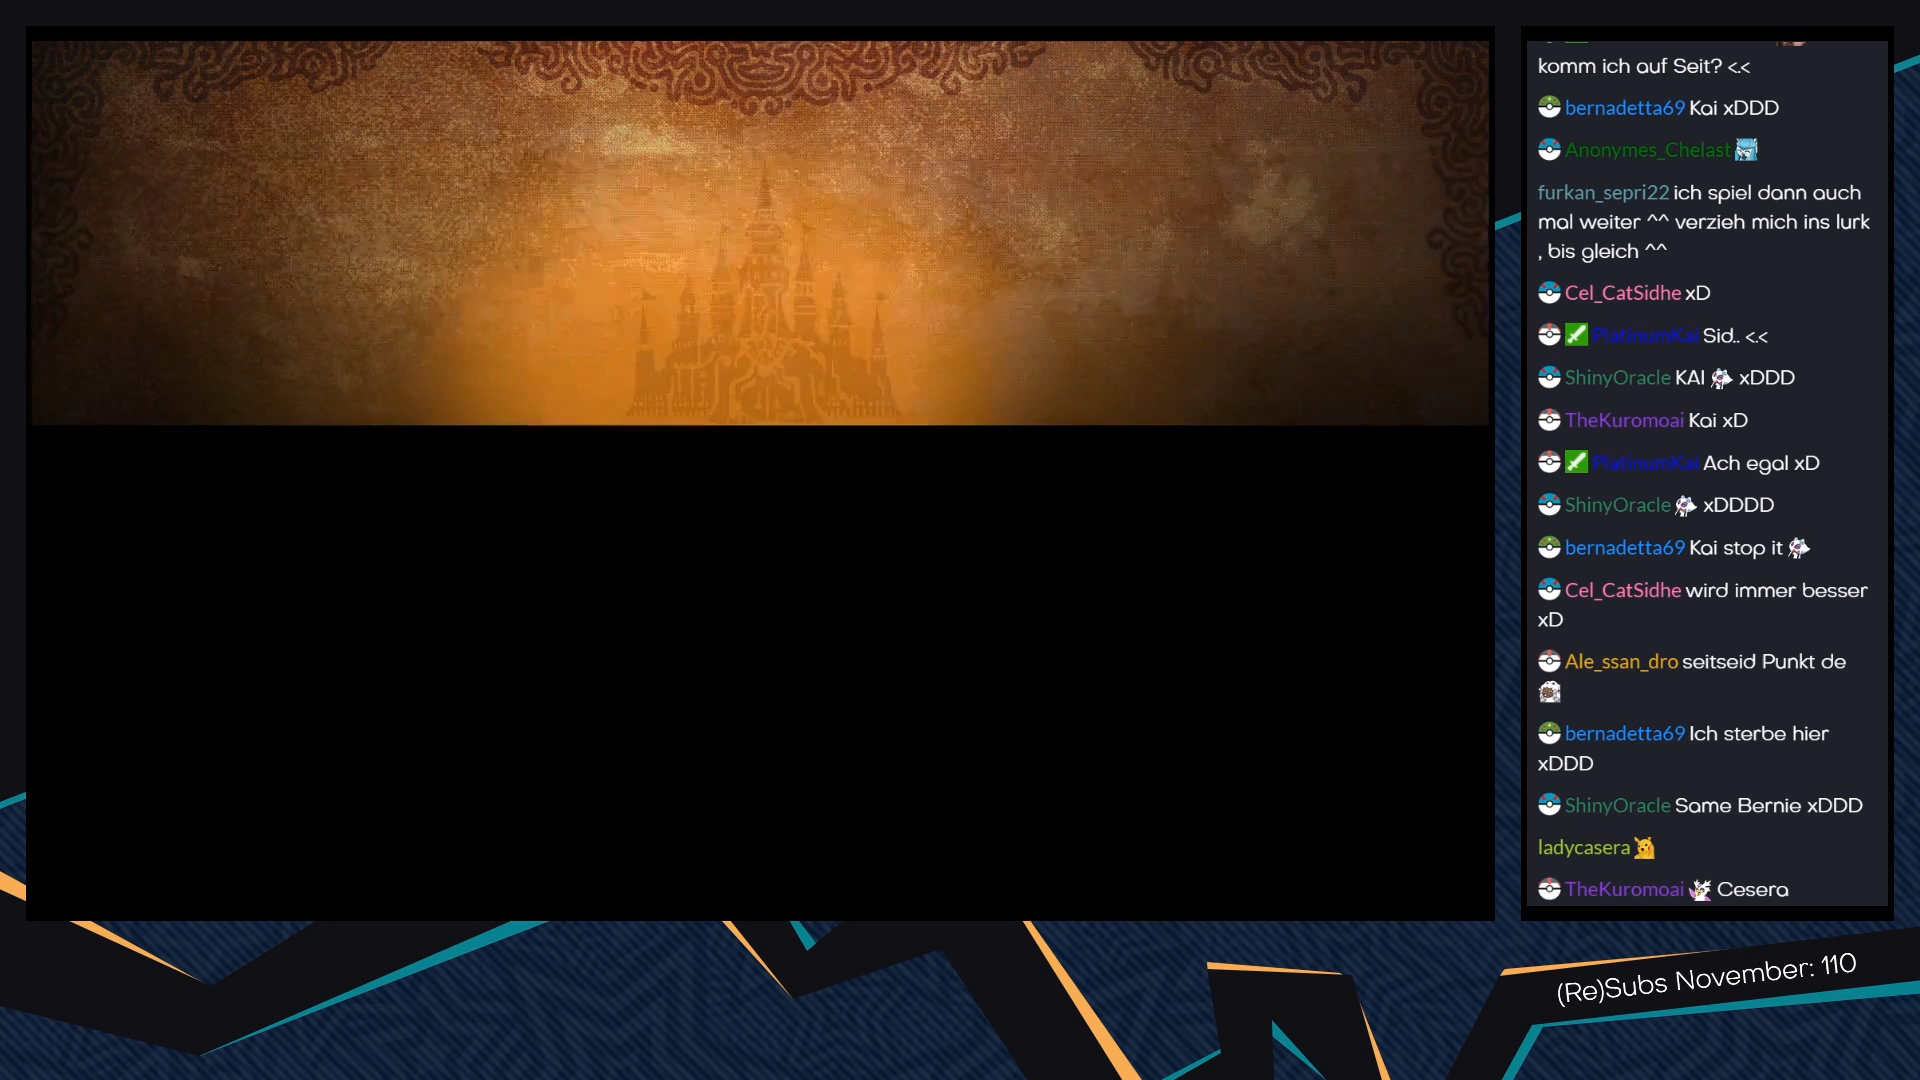 komm ich auf Seit? <.<
bernadetta69 Kai xDDD
Anonymes_Chelast
furkan_sepri22 ich spiel dann auch
mal weiter ^^ verzieh mich ins lurk
, bis gleich ^^
Cel_CatSidhe xD
PlatinumKai Sid.. <.<
ShinyOracle KAI xDDD
TheKuromoai Kai xD
PlatinumKai Ach egal xD
ShinyOracle xDDDD
bernadetta69 Kai stop it
Cel_CatSidhe wird immer besser
xD
Ale_ssan_dro seitseid Punkt de
bernadetta69 Ich sterbe hier
xDDD
ShinyOracle Same Bernie xDDD
ladycasera
TheKuromoai Cesera
(Re)Subs November: 110